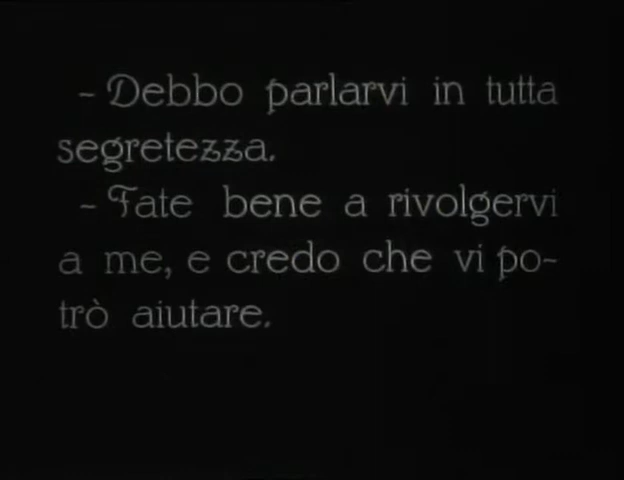 - Debbo parlarvi in tutta
segretezza.
- Fate bene a rivolgervi
a me, e credo che vi po-
trò aiutare.